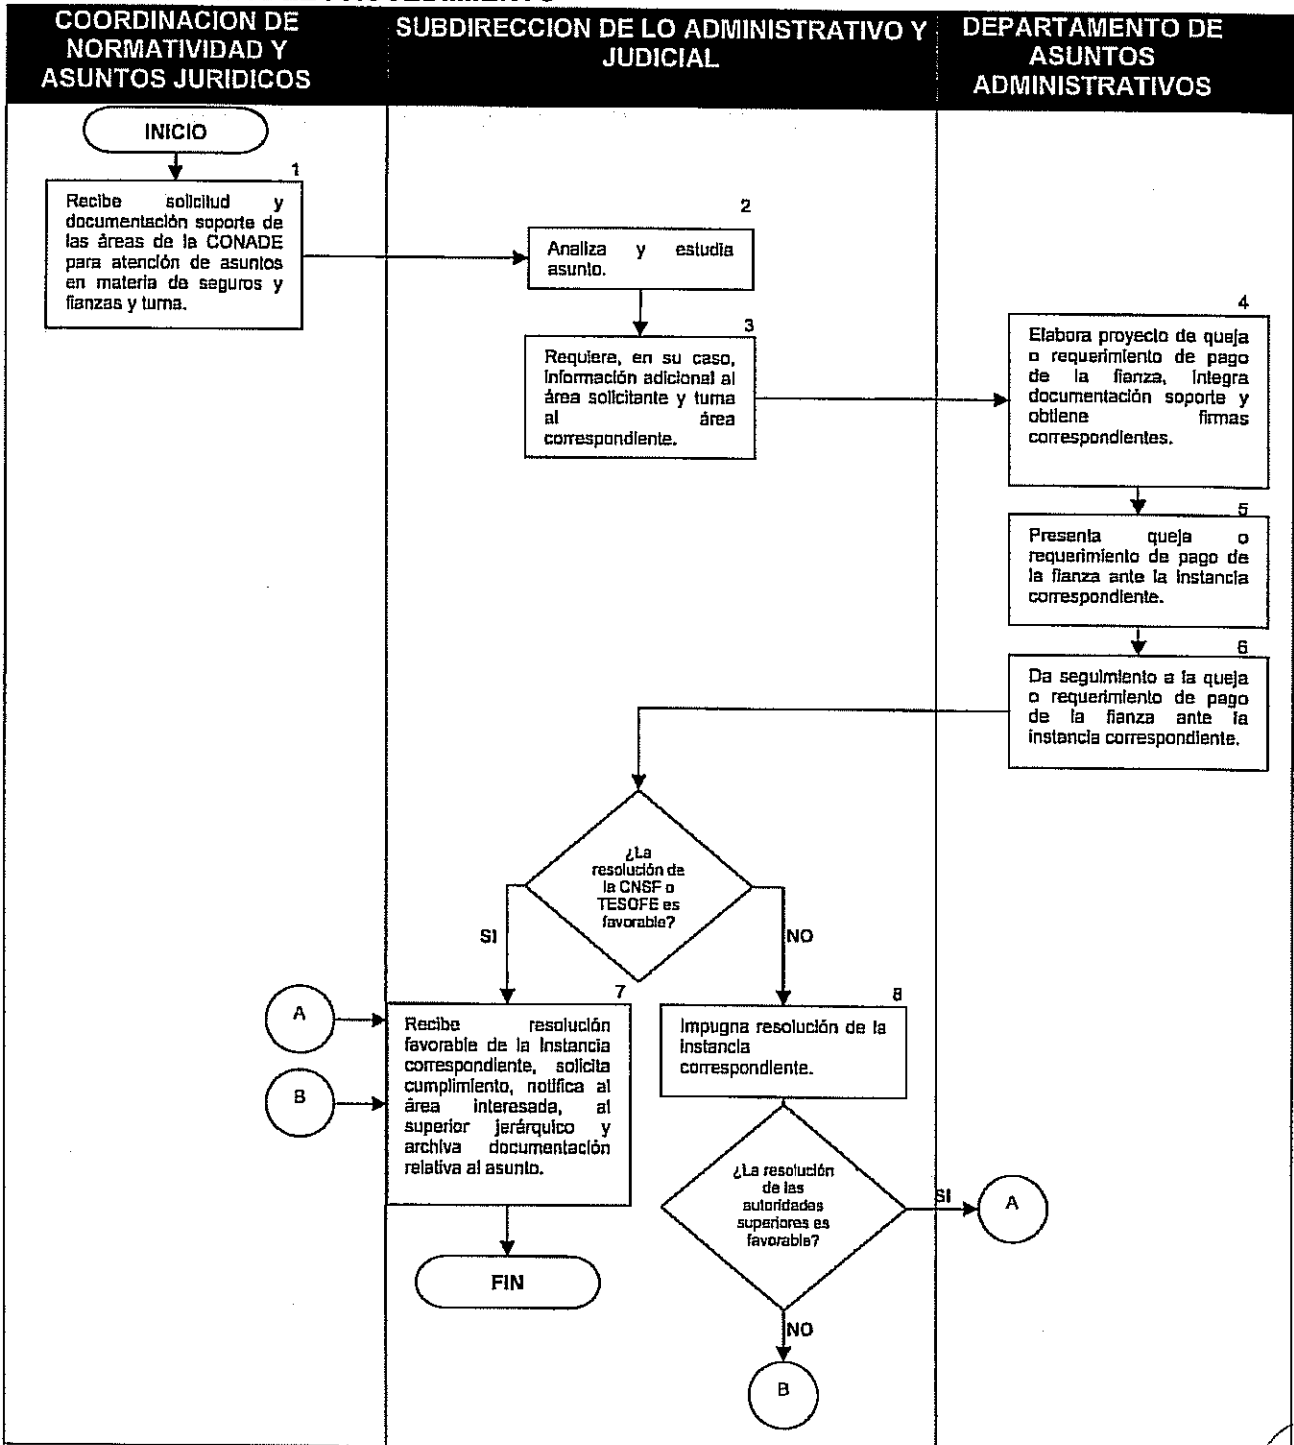 COORDINACION DE
NORMATIVIDAD Y
ASUNTOS JURIDICOS
SUBDIRECCION DE LO ADMINISTRATIVO Y
JUDICIAL
DEPARTAMENTO DE
ASUNTOS
ADMINISTRATIVOS
INICIO
1
Recibe solicitud y
documentación soporte de
las áreas de la CONADE
para atención de asuntos
en materia de seguros y
fianzas y turna.
2
Analiza y estudia
asunto.
3
Requiere, en su caso,
información adicional al
área solicitante y turna
al área
correspondiente.
4
Elabora proyecto de queja
o requerimiento de pago
de la fianza, integra
documentación soporte y
obtiene firmas
correspondientes.
5
Presenta queja o
requerimiento de pago de
la fianza ante la instancia
correspondiente.
6
Da seguimiento a la queja
o requerimiento de pago
de la fianza ante la
instancia correspondiente.
¿La
resolución de
la CNSF o
TESOFE es
favorable?
SI
NO
7
Recibe resolución
favorable de la instancia
correspondiente, solicita
cumplimiento, notifica al
área interesada, al
superior jerárquico y
archiva documentación
relativa al asunto.
A
B
8
Impugna resolución de la
instancia
correspondiente.
¿La resolución
de las
autoridades
superiores es
favorable?
SI
A
FIN
NO
B